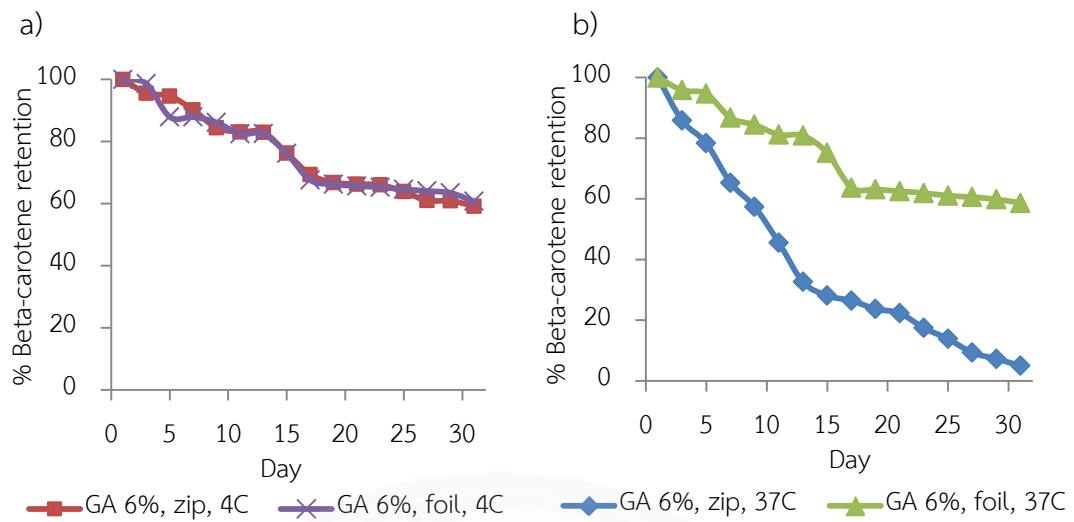 a)
% Beta-carotene retention
100
80
60
40
20
0
0 5 10 15 20 25 30
Day
GA 6%, zip, 4C GA 6%, foil, 4C
b)
% Beta-carotene retention
100
80
60
40
20
0
0 5 10 15 20 25 30
Day
GA 6%, zip, 37C GA 6%, foil, 37C